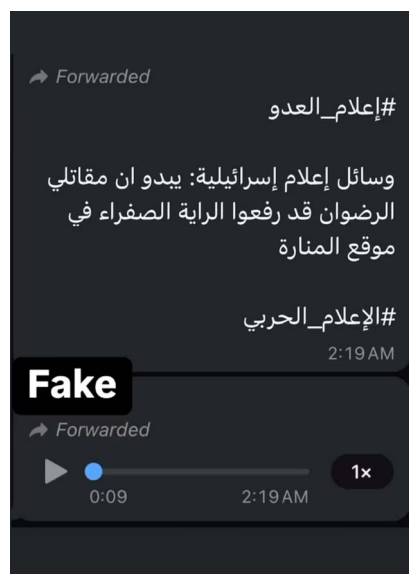 Forwarded
#إعلام_العدو
وسائل إعلام إسرائيلية: يبدو ان مقاتلي
الرضوان قد رفعوا الراية الصفراء في
موقع المنارة
#الإعلام_الحربي
2:19 AM
Fake
Forwarded
1×
0:09
2:19 AM